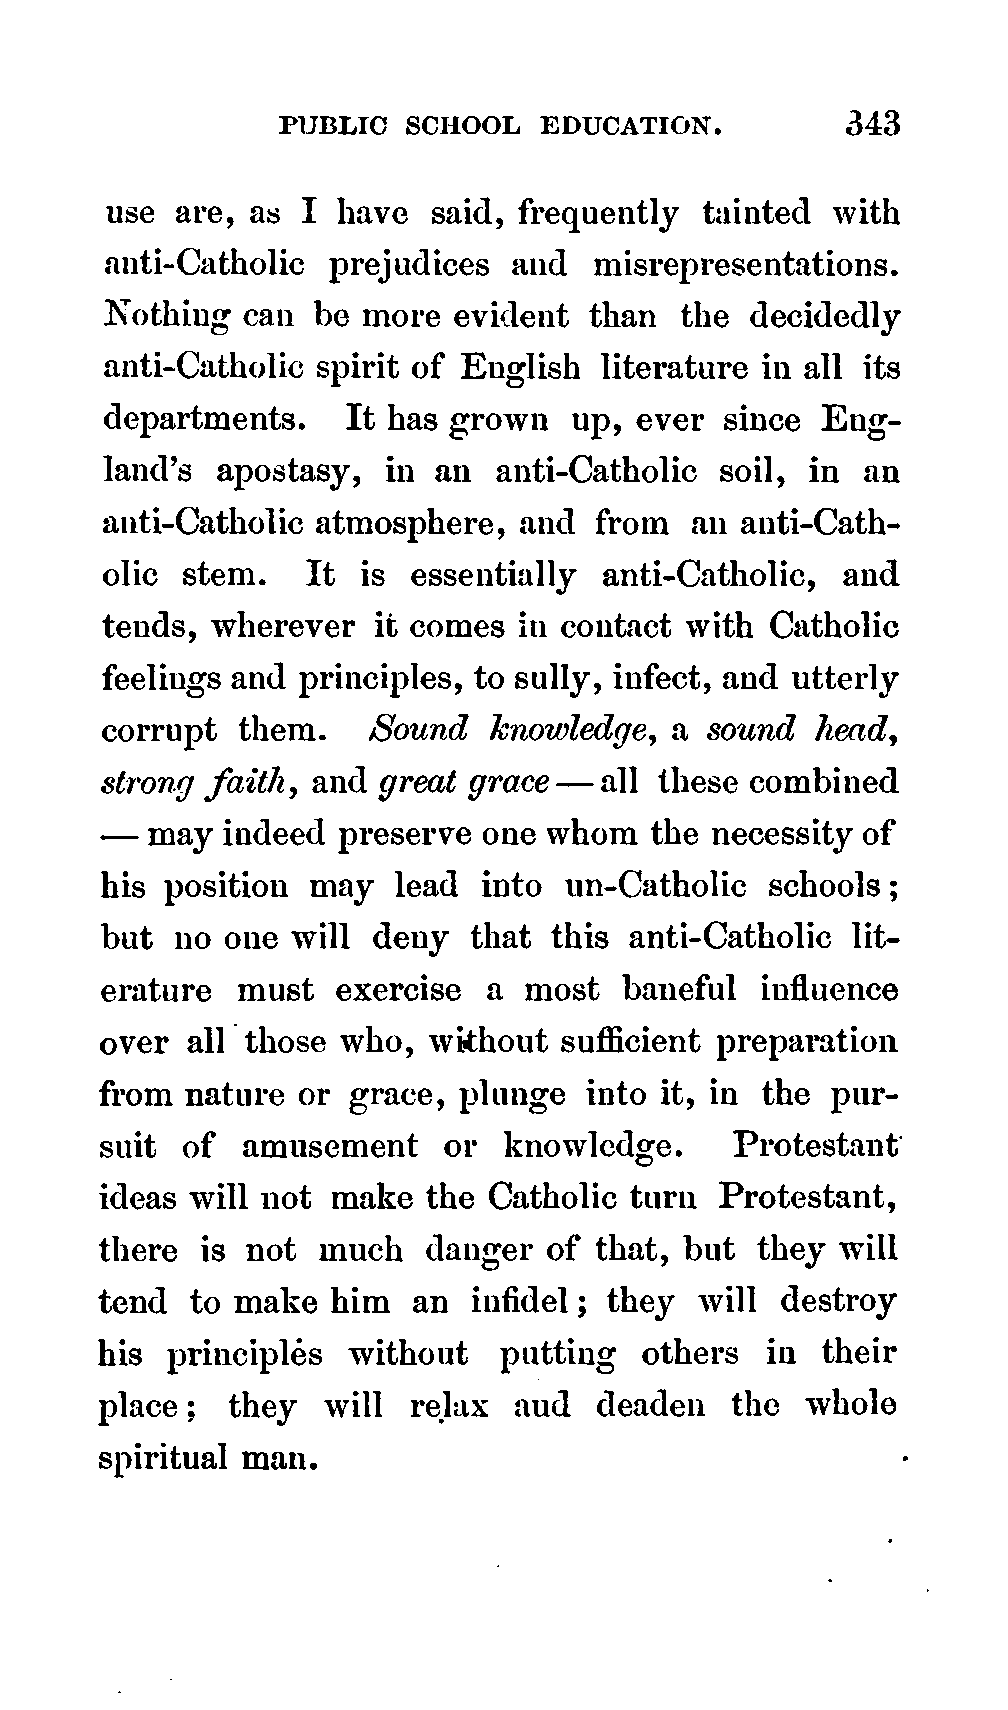 PUBLIC SCHOOL EDUCATION. 343
use are, as I have said, frequently tainted with
anti-Catholic prejudices and misrepresentations.
Nothing can be more evident than the decidedly
anti-Catholic spirit of English literature in all its
departments. It has grown up, ever since Eng-
land's apostasy, in an anti-Catholic soil, in an
anti-Catholic atmosphere, and from an anti-Cath-
olic stem. It is essentially anti-Catholic, and
tends, wherever it comes in contact with Catholic
feelings and principles, to sully, infect, and utterly
corrupt them. Sound knowledge, a sound head,
strong faith, and great grace — all these combined
— may indeed preserve one whom the necessity of
his position may lead into un-Catholic schools;
but no one will deny that this anti-Catholic lit-
erature must exercise a most baneful influence
over all those who, without sufficient preparation
from nature or grace, plunge into it, in the pur-
suit of amusement or knowledge. Protestant
ideas will not make the Catholic turn Protestant,
there is not much danger of that, but they will
tend to make him an infidel; they will destroy
his principles without putting others in their
place; they will relax and deaden the whole
spiritual man.